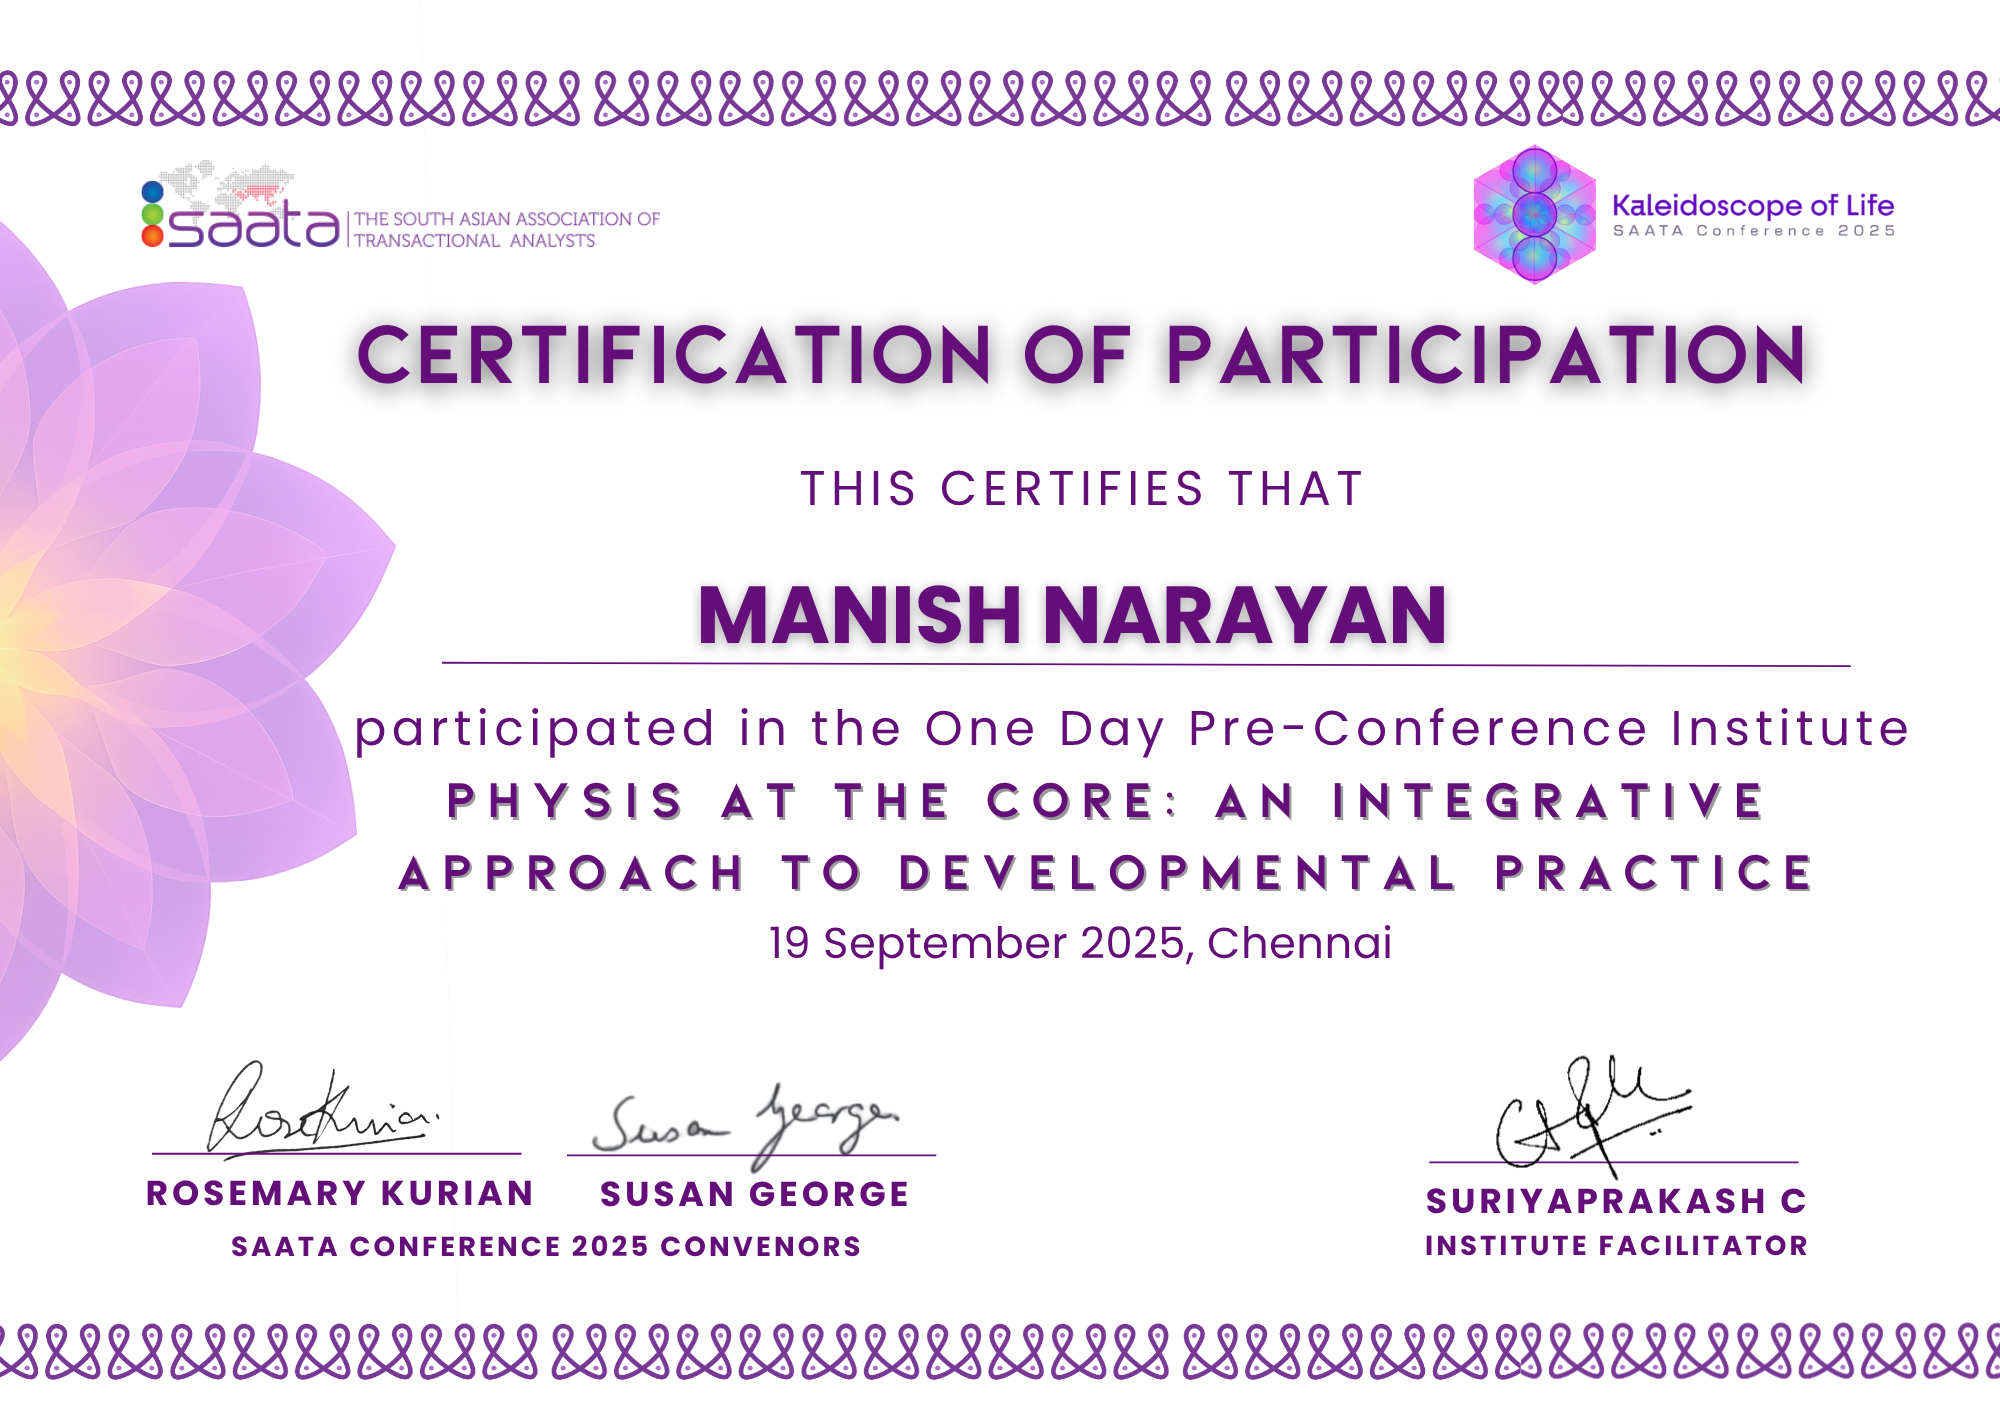 saata
THE SOUTH ASIAN ASSOCIATION OF
TRANSACTIONAL ANALYSTS
Kaleidoscope of Life
SAATA Conference 2025
CERTIFICATION OF PARTICIPATION
THIS CERTIFIES THAT
MANISH NARAYAN
participated in the One Day Pre-Conference Institute
PHYSIS AT THE CORE: AN INTEGRATIVE
APPROACH TO DEVELOPMENTAL PRACTICE
19 September 2025, Chennai
Susan George
ROSEMARY KURIAN
SUSAN GEORGE
SURIYAPRAKASH C
SAATA CONFERENCE 2025 CONVENORS
INSTITUTE FACILITATOR